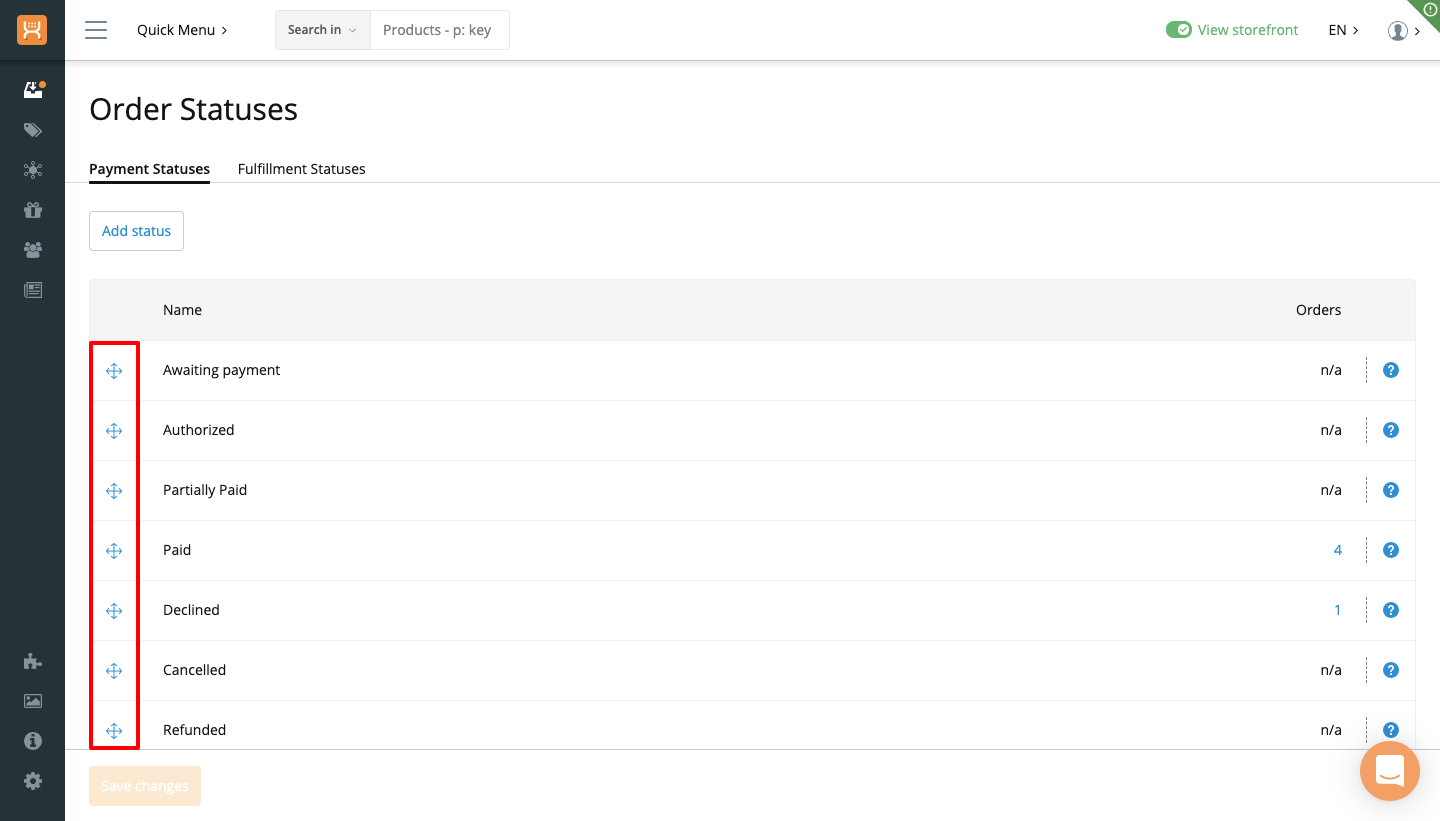 Quick Menu
Search in
Products - p: key
View storefront
EN
Order Statuses
Payment Statuses
Fulfillment Statuses
Add status
Name Orders
Awaiting payment n/a ?
Authorized n/a ?
Partially Paid n/a ?
Paid 4 ?
Declined 1 ?
Cancelled n/a ?
Refunded n/a ?
Save changes